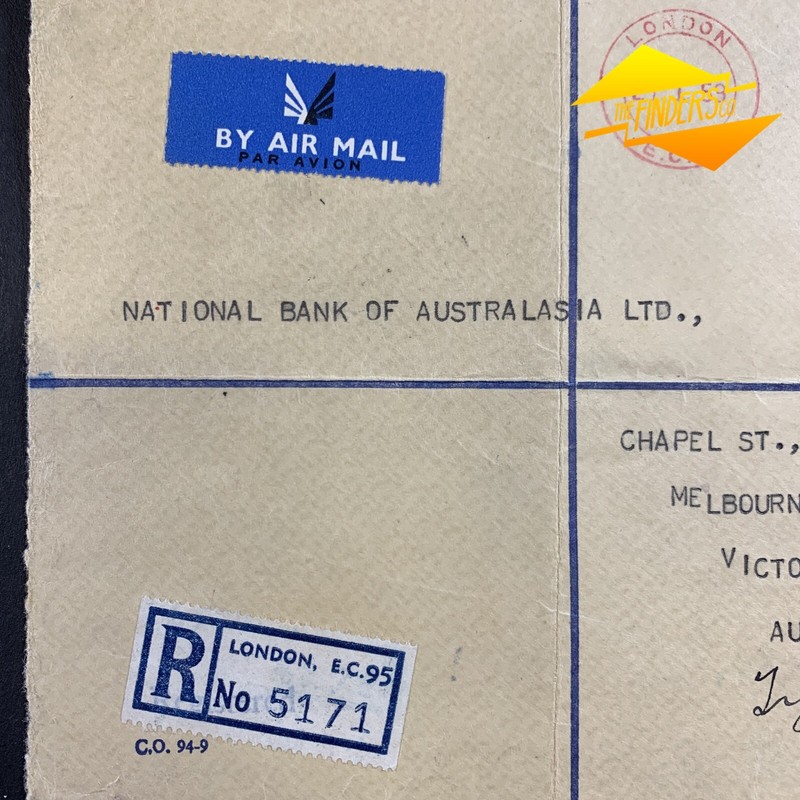 LONDON
THE FINDERS CO
BY AIR MAIL
PAR AVION
NATIONAL BANK OF AUSTRALASIA LTD.,
CHAPEL ST.,
MELBOURN
VICTO
AU
R LONDON, E.C.95
No 5171
C.O. 94-9